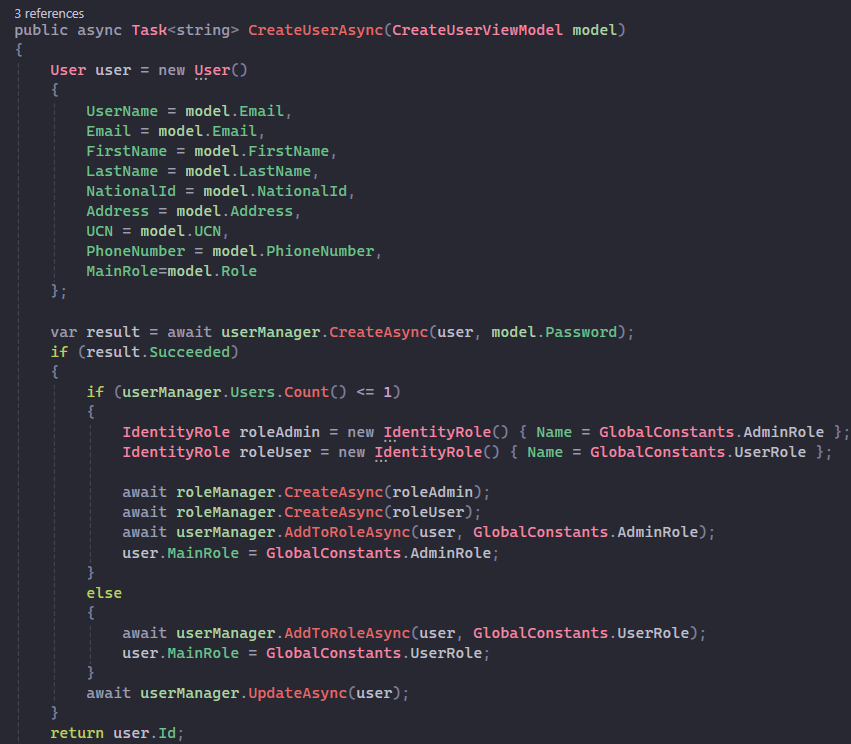 3 references
public async Task<string> CreateUserAsync(CreateUserViewModel model)
{
User user = new User()
{
UserName = model.Email,
Email = model.Email,
FirstName = model.FirstName,
LastName = model.LastName,
NationalId = model.NationalId,
Address = model.Address,
UCN = model.UCN,
PhoneNumber = model.PhioneNumber,
MainRole=model.Role
};
var result = await userManager.CreateAsync(user, model.Password);
if (result.Succeeded)
{
if (userManager.Users.Count() <= 1)
{
IdentityRole roleAdmin = new IdentityRole() { Name = GlobalConstants.AdminRole };
IdentityRole roleUser = new IdentityRole() { Name = GlobalConstants.UserRole };
await roleManager.CreateAsync(roleAdmin);
await roleManager.CreateAsync(roleUser);
await userManager.AddToRoleAsync(user, GlobalConstants.AdminRole);
user.MainRole = GlobalConstants.AdminRole;
}
else
{
await userManager.AddToRoleAsync(user, GlobalConstants.UserRole);
user.MainRole = GlobalConstants.UserRole;
}
await userManager.UpdateAsync(user);
}
return user.Id;